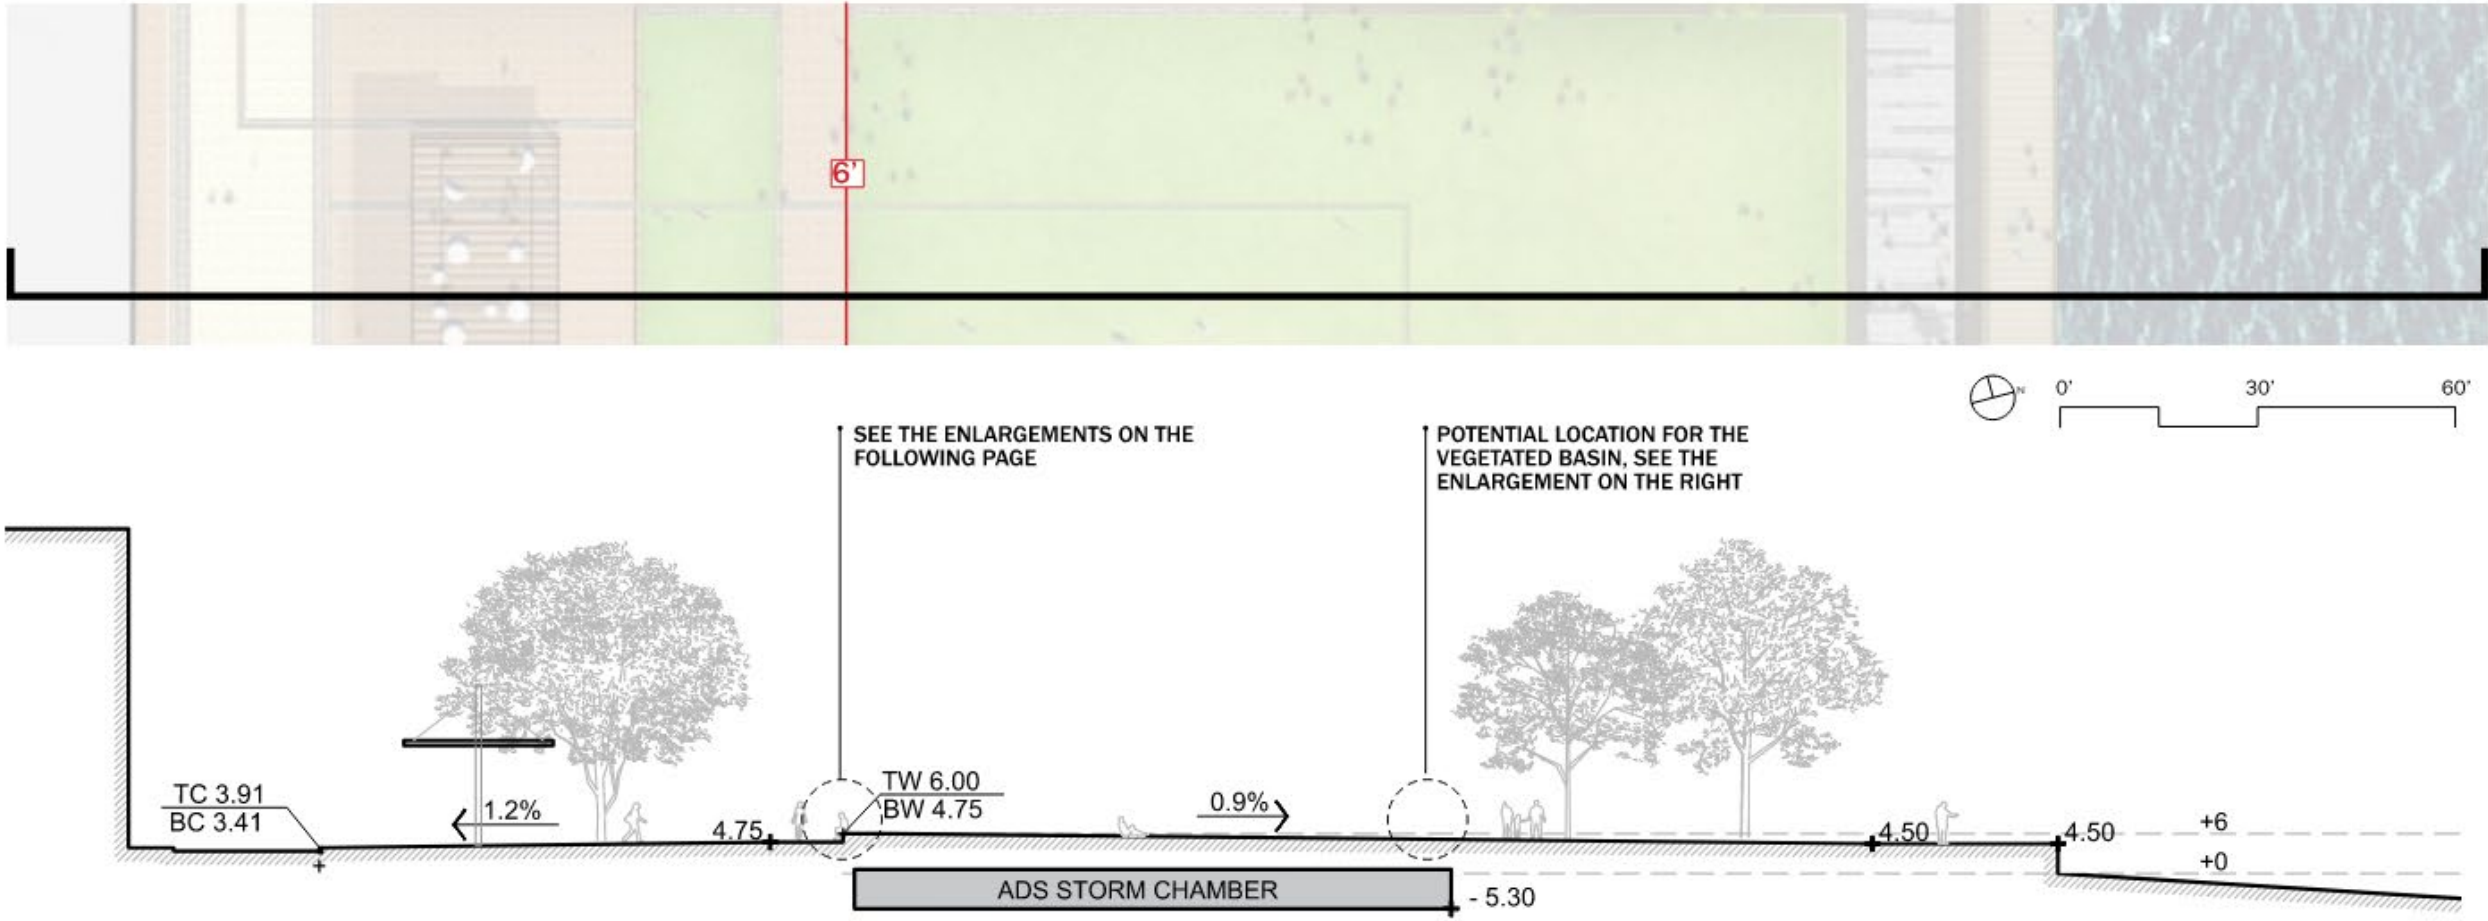 6'
N
0' 30' 60'
SEE THE ENLARGEMENTS ON THE
FOLLOWING PAGE
POTENTIAL LOCATION FOR THE
VEGETATED BASIN, SEE THE
ENLARGEMENT ON THE RIGHT
TC 3.91
BC 3.41
1.2%
4.75
TW 6.00
BW 4.75
0.9%
4.50
4.50
+6
+0
ADS STORM CHAMBER
- 5.30